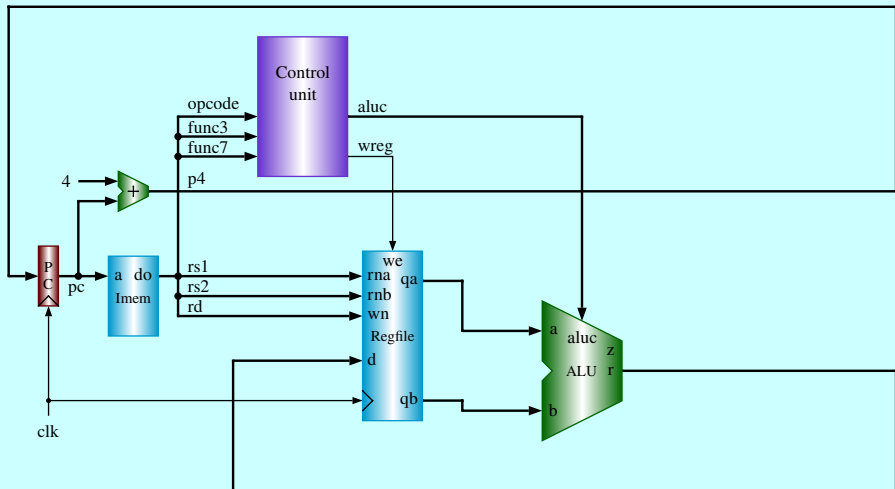 Control
unit
opcode
func3
func7
aluc
wreg
4
+
p4
P
C
pc
a do
Imem
rs1
rs2
rd
we
rna
qa
rnb
wn
Regfile
d
qb
clk
a
aluc
z
ALU
r
b